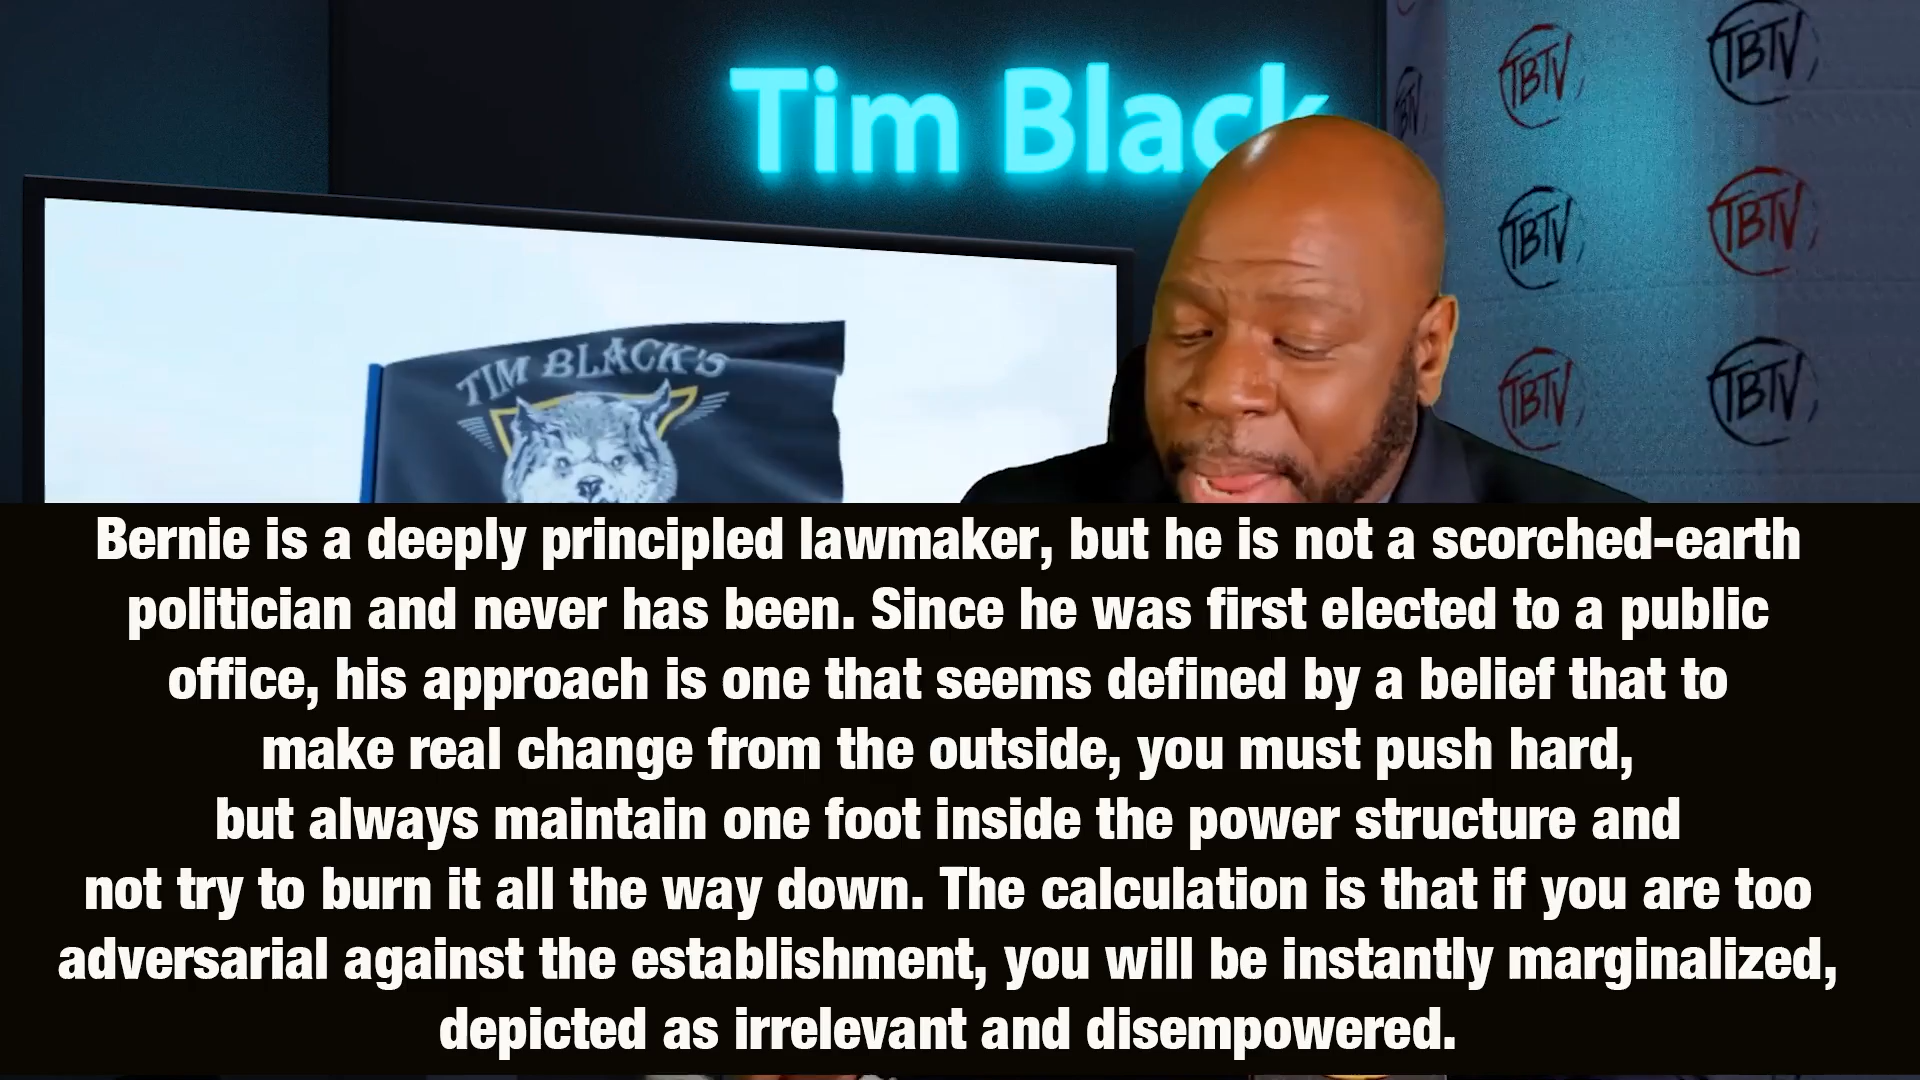 Tim Black
TBTV
TBTV
TBTV
TBTV
TBTV
TBTV
TBTV
TIM BLACK'S
Bernie is a deeply principled lawmaker, but he is not a scorched-earth
politician and never has been. Since he was first elected to a public
office, his approach is one that seems defined by a belief that to
make real change from the outside, you must push hard,
but always maintain one foot inside the power structure and
not try to burn it all the way down. The calculation is that if you are too
adversarial against the establishment, you will be instantly marginalized,
depicted as irrelevant and disempowered.